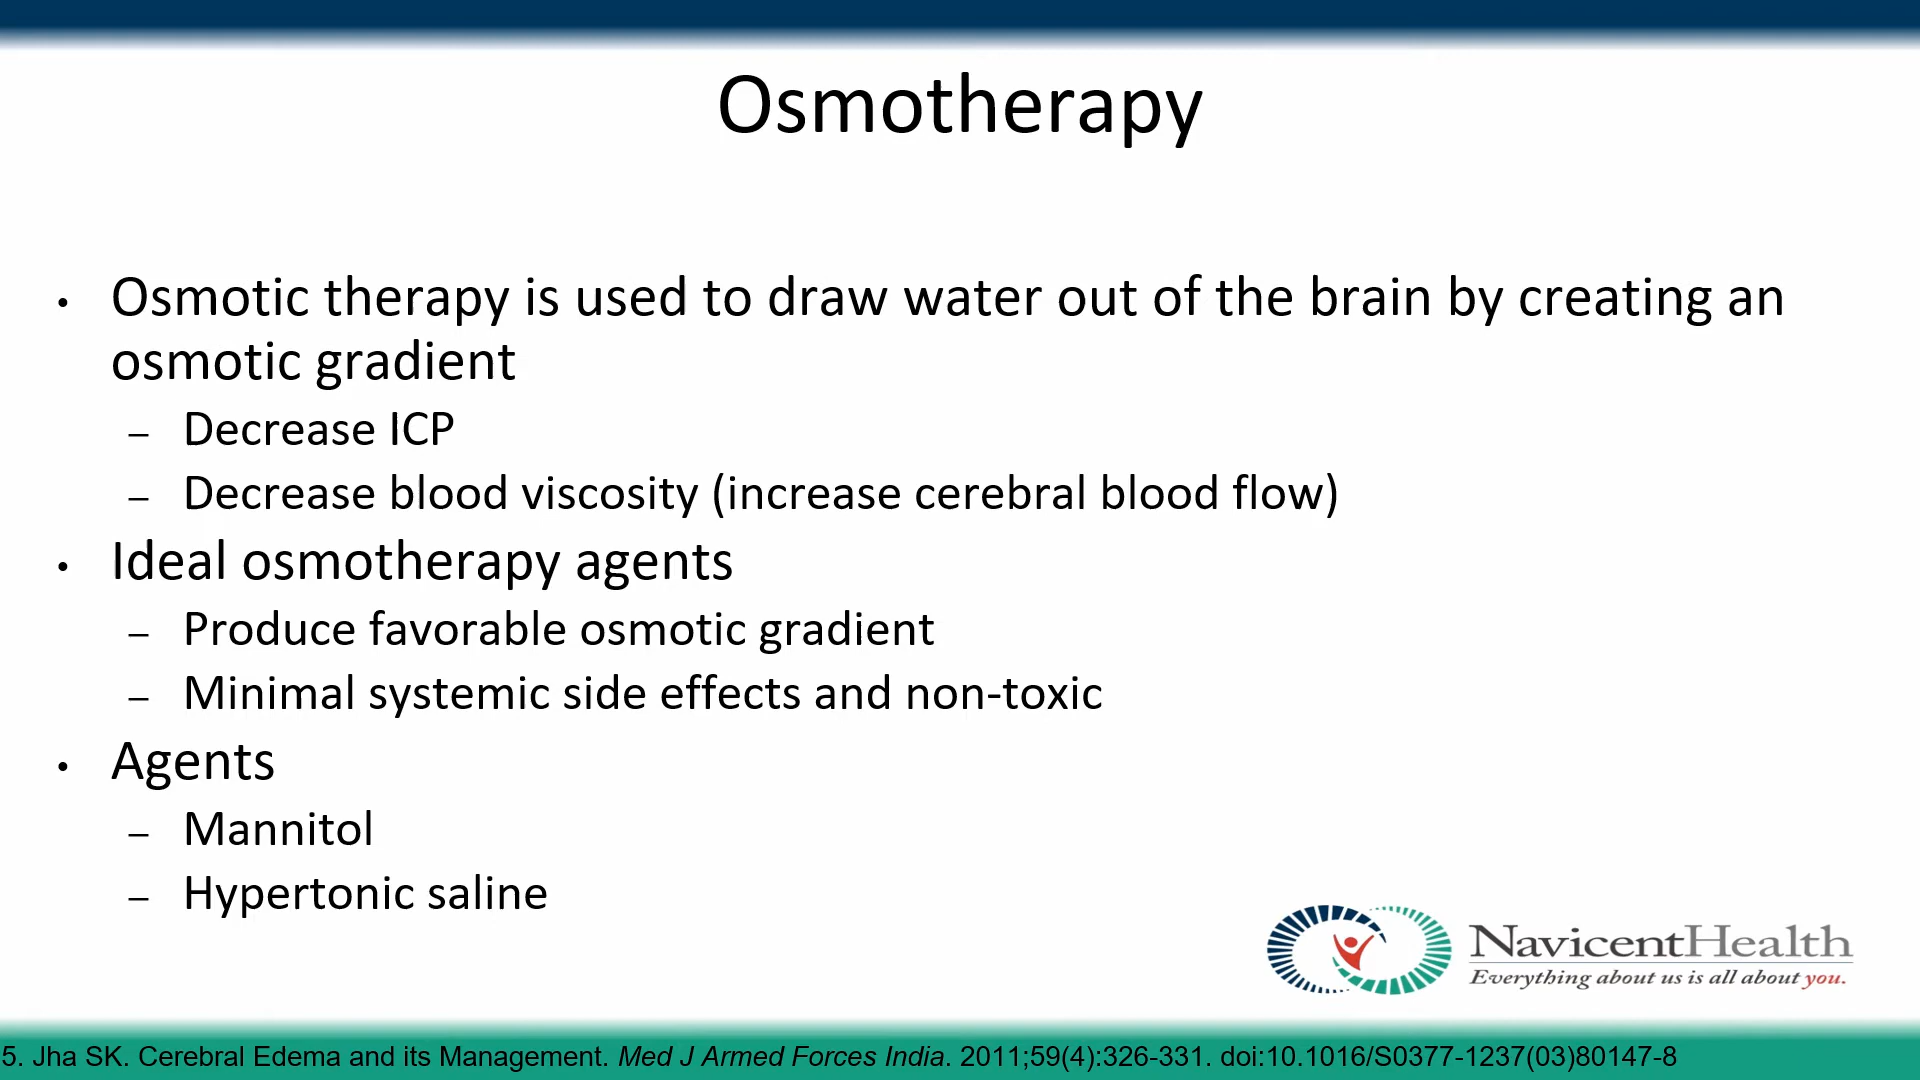 Osmotherapy
• Osmotic therapy is used to draw water out of the brain by creating an
osmotic gradient
– Decrease ICP
– Decrease blood viscosity (increase cerebral blood flow)
• Ideal osmotherapy agents
– Produce favorable osmotic gradient
– Minimal systemic side effects and non-toxic
• Agents
– Mannitol
– Hypertonic saline
NavicentHealth
Everything about us is all about you.
5. Jha SK. Cerebral Edema and its Management. Med J Armed Forces India. 2011;59(4):326-331. doi:10.1016/S0377-1237(03)80147-8